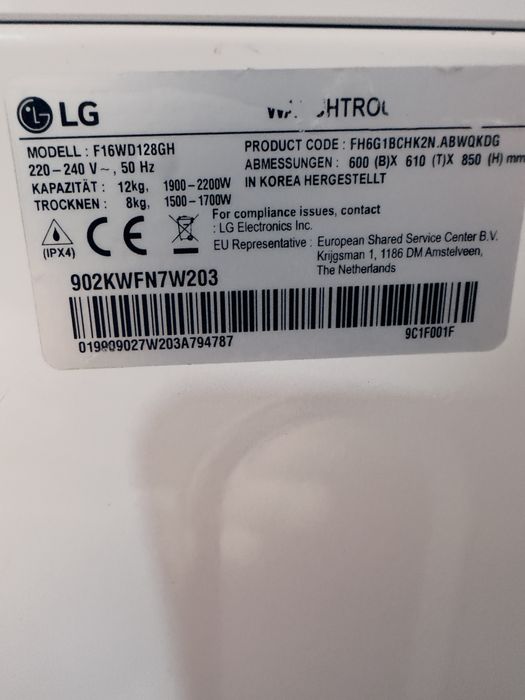 LG
MODELL : F16WD128GH
220-240 V~, 50 Hz
KAPAZITÄT : 12kg, 1900-2200W
TROCKNEN : 8kg, 1500-1700W
PRODUCT CODE : FH6G1BCHK2N.ABWQKDG
ABMESSUNGEN : 600 (B)X 610 (T)X 850 (H) mm
IN KOREA HERGESTELLT
(IPX4)
CE
For compliance issues, contact
: LG Electronics Inc.
EU Representative : European Shared Service Center B.V.
Krijgsman 1, 1186 DM Amstelveen,
The Netherlands
902KWFN7W203
019909027W203A794787
9C1F001F